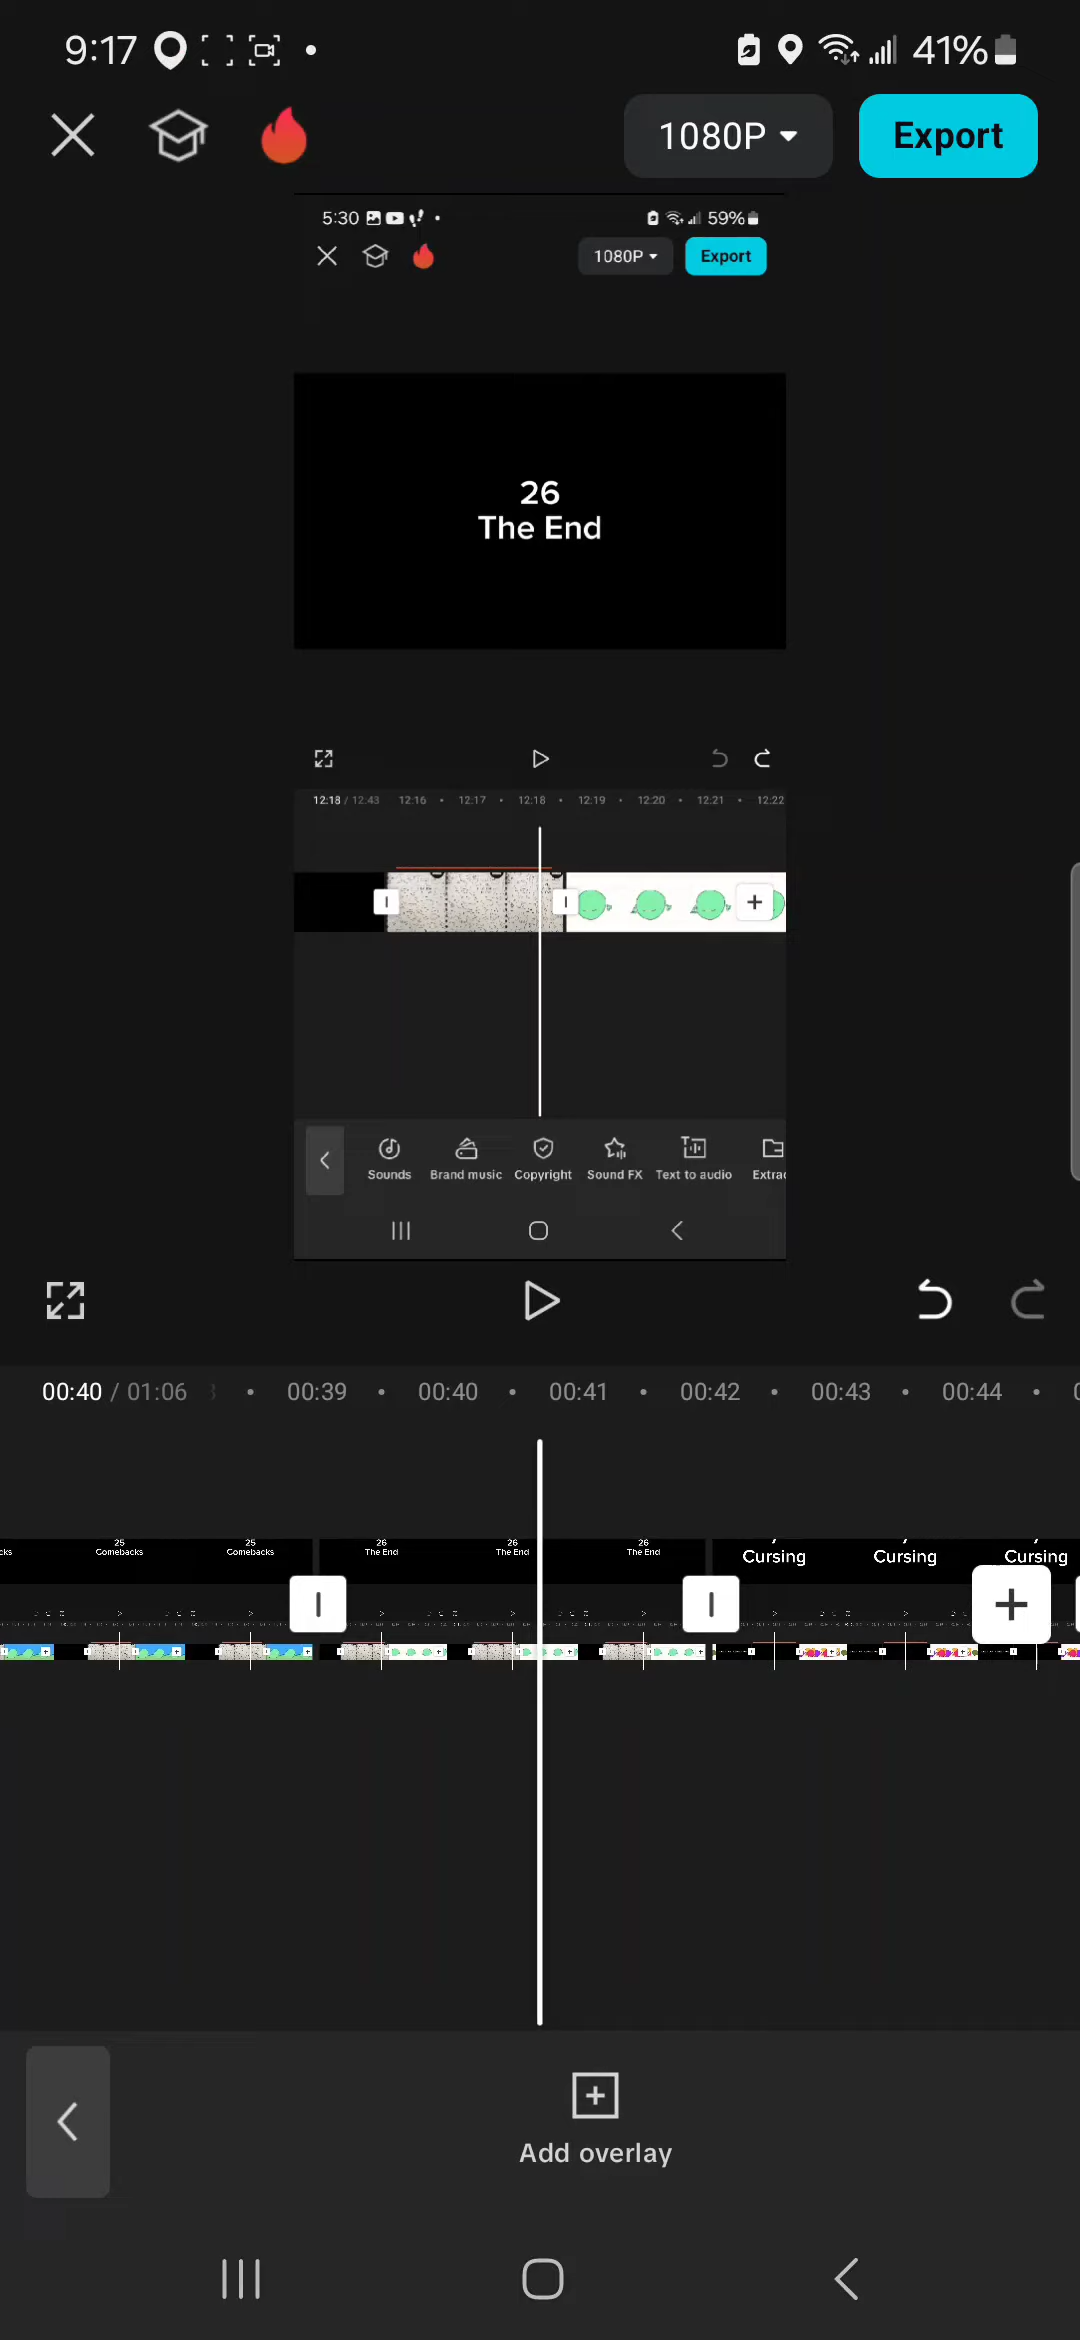 9:17
41%
1080P
Export
5:30
59%
1080P
Export
26
The End
12:18 / 12:43
12:16
12:17
12:18
12:19
12:20
12:21
12:22
Sounds
Brand music
Copyright
Sound FX
Text to audio
Extrac
00:40 / 01:06
00:39
00:40
00:41
00:42
00:43
00:44
25
Comebacks
25
Comebacks
26
The End
26
The End
26
The End
Cursing
Cursing
Cursing
Add overlay